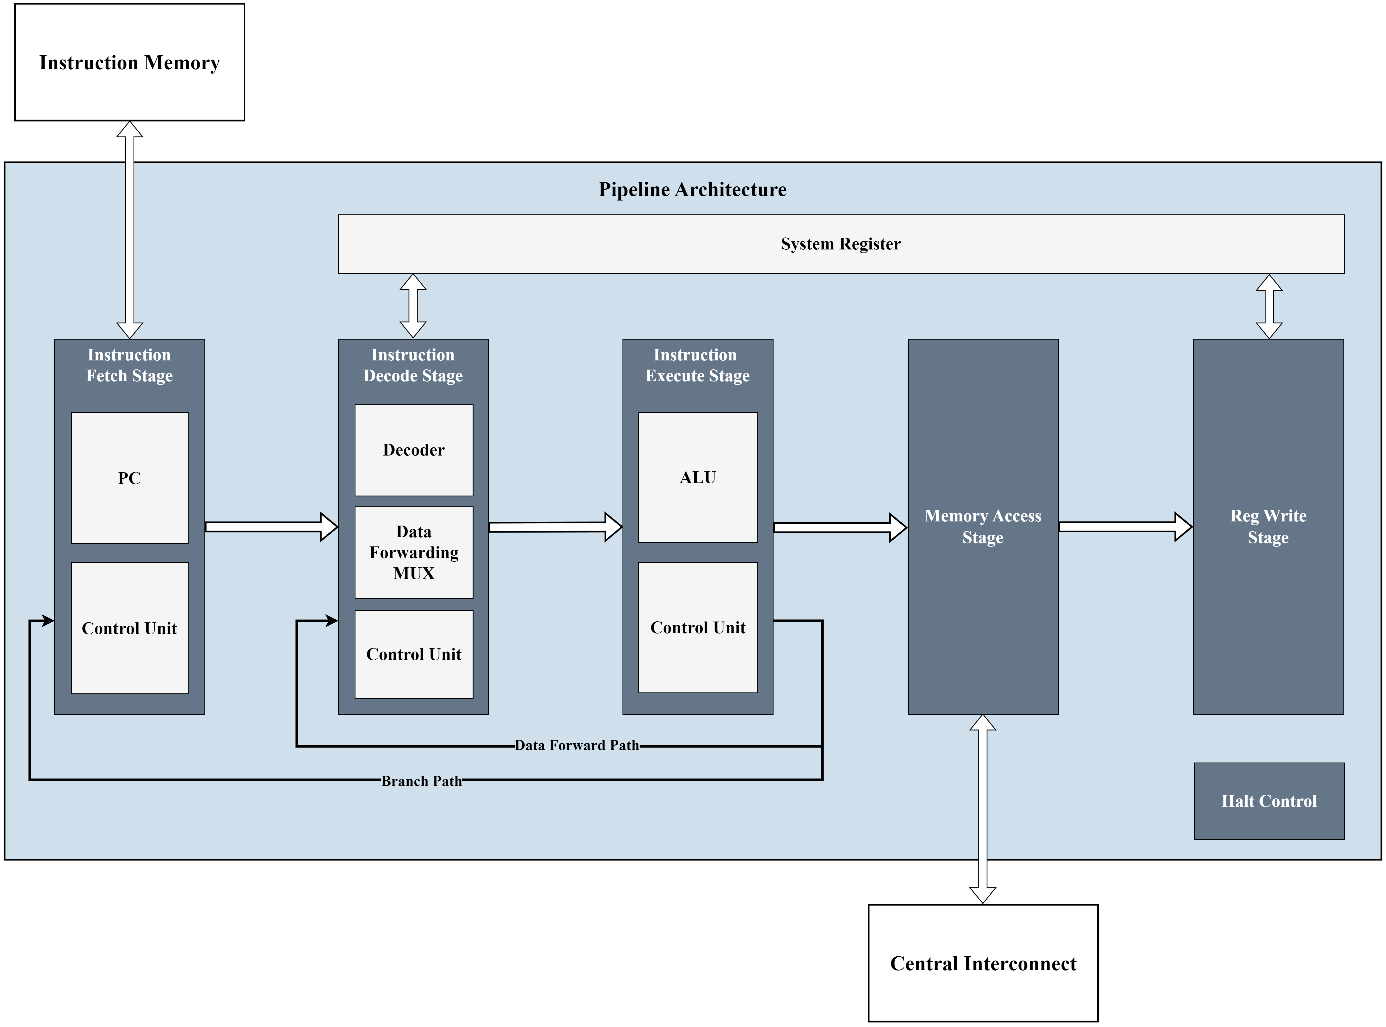 Instruction Memory
Pipeline Architecture
System Register
Instruction
Fetch Stage
PC
Control Unit
Instruction
Decode Stage
Decoder
Data
Forwarding
MUX
Control Unit
Instruction
Execute Stage
ALU
Control Unit
Memory Access
Stage
Reg Write
Stage
Data Forward Path
Branch Path
Halt Control
Central Interconnect